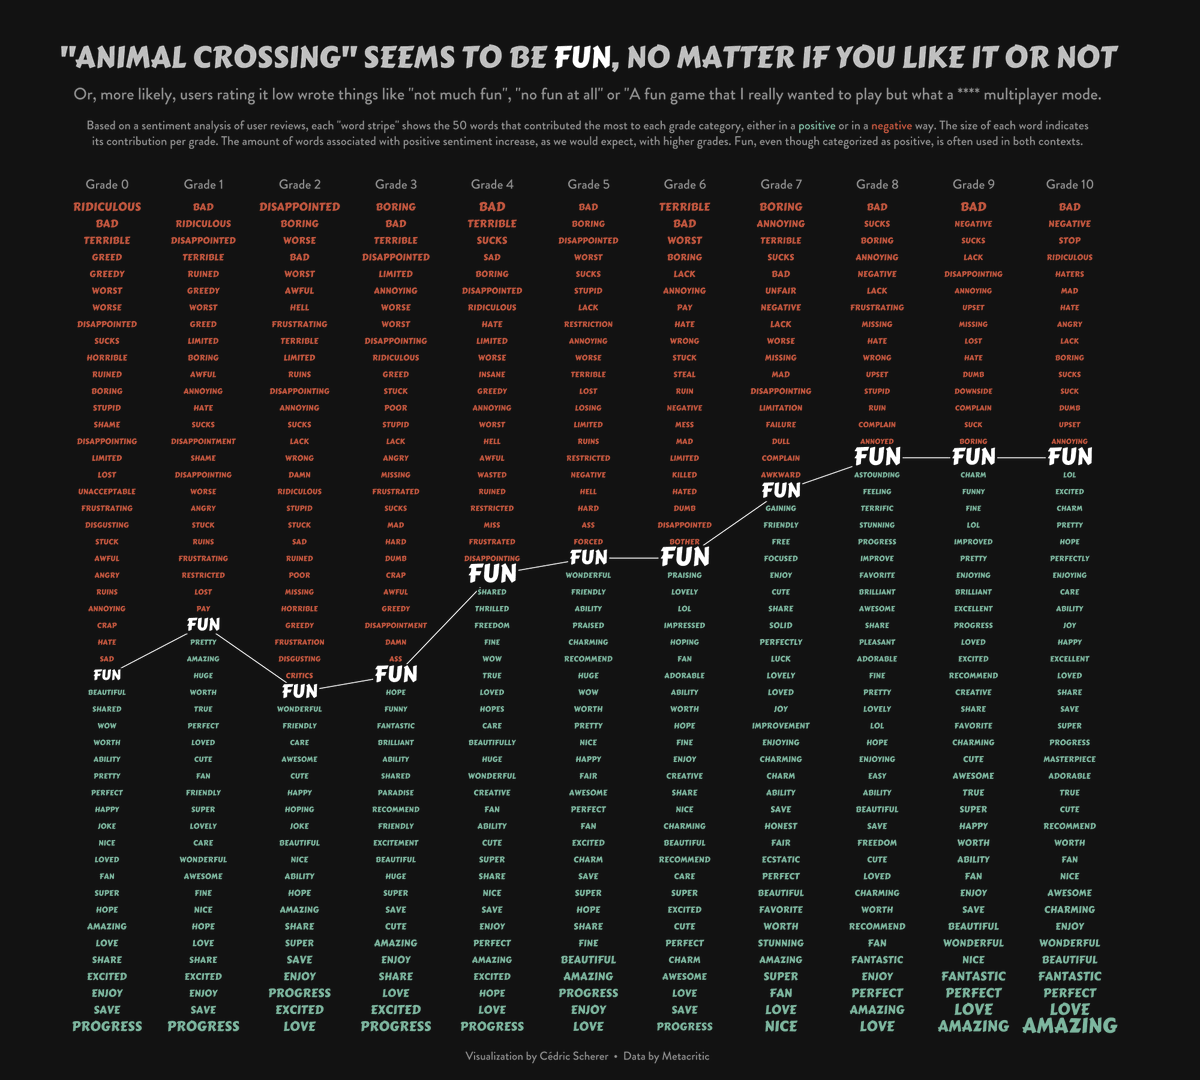 "ANIMAL CROSSING" SEEMS TO BE FUN, NO MATTER IF YOU LIKE IT OR NOT
Or, more likely, users rating it low wrote things like "not much fun", "no fun at all" or "A fun game that I really wanted to play but what a **** multiplayer mode.
Based on a sentiment analysis of user reviews, each "word stripe" shows the 50 words that contributed the most to each grade category, either in a positive or in a negative way. The size of each word indicates
its contribution per grade. The amount of words associated with positive sentiment increase, as we would expect, with higher grades. Fun, even though categorized as positive, is often used in both contexts.
Grade 0 Grade 1 Grade 2 Grade 3 Grade 4 Grade 5 Grade 6 Grade 7 Grade 8 Grade 9 Grade 10
RIDICULOUS BAD DISAPPOINTED BORING BAD BAD TERRIBLE BORING BAD BAD BAD
BAD RIDICULOUS BORING BAD TERRIBLE BORING BAD ANNOYING SUCKS NEGATIVE NEGATIVE
TERRIBLE DISAPPOINTED WORSE TERRIBLE SUCKS DISAPPOINTED WORST TERRIBLE BORING SUCKS STOP
GREED TERRIBLE BAD DISAPPOINTED SAD WORST BORING SUCKS ANNOYING LACK RIDICULOUS
GREEDY RUINED WORST LIMITED BORING SUCKS LACK BAD NEGATIVE DISAPPOINTING HATERS
WORST GREEDY AWFUL ANNOYING DISAPPOINTED STUPID ANNOYING UNFAIR LACK ANNOYING MAD
WORSE WORST HELL WORSE RIDICULOUS LACK PAY NEGATIVE FRUSTRATING UPSET HATE
DISAPPOINTED GREED FRUSTRATING WORST HATE RESTRICTION HATE LACK MISSING MISSING ANGRY
SUCKS LIMITED TERRIBLE DISAPPOINTING LIMITED ANNOYING WRONG WORSE HATE LOST LACK
HORRIBLE BORING LIMITED RIDICULOUS WORSE WORSE STUCK MISSING WRONG HATE BORING
RUINED AWFUL RUINS GREED INSANE TERRIBLE STEAL MAD UPSET DUMB SUCKS
BORING ANNOYING DISAPPOINTING STUCK GREEDY LOST RUIN DISAPPOINTING STUPID DOWNSIDE SUCK
STUPID HATE ANNOYING POOR ANNOYING LOSING NEGATIVE LIMITATION RUIN COMPLAIN DUMB
SHAME SUCKS SUCKS STUPID WORST LIMITED MESS FAILURE COMPLAIN SUCK UPSET
DISAPPOINTING DISAPPOINTMENT LACK LACK HELL RUINS MAD DULL ANNOYED BORING ANNOYING
LIMITED SHAME WRONG ANGRY AWFUL RESTRICTED LIMITED COMPLAIN FUN FUN FUN
LOST DISAPPOINTING DAMN MISSING WASTED NEGATIVE KILLED AWKWARD ASTOUNDING CHARM LOL
UNACCEPTABLE WORSE RIDICULOUS FRUSTRATED RUINED HELL HATED FUN FEELING FUNNY EXCITED
FRUSTRATING ANGRY STUPID SUCKS RESTRICTED HARD DUMB GAINING TERRIFIC FINE CHARM
DISGUSTING STUCK STUCK MAD MISS ASS DISAPPOINTED FRIENDLY STUNNING LOL PRETTY
STUCK RUINS SAD HARD FRUSTRATED FORCED BOTHER FREE PROGRESS IMPROVED HOPE
AWFUL FRUSTRATING RUINED DUMB DISAPPOINTING FUN FUN FOCUSED IMPROVE PRETTY PERFECTLY
ANGRY RESTRICTED POOR CRAP FUN WONDERFUL PRAISING ENJOY FAVORITE ENJOYING ENJOYING
RUINS LOST MISSING AWFUL SHARED FRIENDLY LOVELY CUTE BRILLIANT BRILLIANT CARE
ANNOYING PAY HORRIBLE GREEDY THRILLED ABILITY LOL SHARE AWESOME EXCELLENT ABILITY
CRAP FUN GREEDY DISAPPOINTMENT FREEDOM PRAISED IMPRESSED SOLID SHARE PROGRESS JOY
HATE PRETTY FRUSTRATION DAMN FINE CHARMING HOPING PERFECTLY PLEASANT LOVED HAPPY
SAD AMAZING DISGUSTING ASS WOW RECOMMEND FAN LUCK ADORABLE EXCITED EXCELLENT
FUN HUGE CRITICS FUN TRUE HUGE ADORABLE LOVELY FINE RECOMMEND LOVED
BEAUTIFUL WORTH FUN HOPE LOVED WOW ABILITY LOVED PRETTY CREATIVE SHARE
SHARED TRUE WONDERFUL FUNNY HOPES WORTH WORTH JOY LOVELY SHARE SAVE
WOW PERFECT FRIENDLY FANTASTIC CARE PRETTY HOPE IMPROVEMENT LOL FAVORITE SUPER
WORTH LOVED CARE BRILLIANT BEAUTIFULLY NICE FINE ENJOYING HOPE CHARMING PROGRESS
ABILITY CUTE AWESOME ABILITY HUGE HAPPY ENJOY CHARMING ENJOYING CUTE MASTERPIECE
PRETTY FAN CUTE SHARED WONDERFUL FAIR CREATIVE CHARM EASY AWESOME ADORABLE
PERFECT FRIENDLY HAPPY PARADISE CREATIVE AWESOME SHARE ABILITY ABILITY TRUE TRUE
HAPPY SUPER HOPING RECOMMEND FAN PERFECT NICE SAVE BEAUTIFUL SUPER CUTE
JOKE LOVELY JOKE FRIENDLY ABILITY FAN CHARMING HONEST SAVE HAPPY RECOMMEND
NICE CARE BEAUTIFUL EXCITEMENT CUTE EXCITED BEAUTIFUL FAIR FREEDOM WORTH WORTH
LOVED WONDERFUL NICE BEAUTIFUL SUPER CHARM RECOMMEND ECSTATIC CUTE ABILITY FAN
FAN AWESOME ABILITY HUGE SHARE SAVE CARE PERFECT LOVED FAN NICE
SUPER FINE HOPE SUPER NICE SUPER SUPER BEAUTIFUL CHARMING ENJOY AWESOME
HOPE NICE AMAZING SAVE SAVE HOPE EXCITED FAVORITE WORTH SAVE CHARMING
AMAZING HOPE SHARE CUTE ENJOY SHARE CUTE WORTH RECOMMEND BEAUTIFUL ENJOY
LOVE LOVE SUPER AMAZING PERFECT FINE PERFECT STUNNING FAN WONDERFUL WONDERFUL
SHARE SHARE SAVE ENJOY AMAZING BEAUTIFUL CHARM AMAZING FANTASTIC NICE BEAUTIFUL
EXCITED EXCITED ENJOY SHARE EXCITED AMAZING AWESOME SUPER ENJOY FANTASTIC FANTASTIC
ENJOY ENJOY PROGRESS LOVE HOPE PROGRESS LOVE FAN PERFECT PERFECT PERFECT
SAVE SAVE EXCITED EXCITED LOVE ENJOY SAVE LOVE AMAZING LOVE LOVE
PROGRESS PROGRESS LOVE PROGRESS PROGRESS LOVE PROGRESS NICE LOVE AMAZING AMAZING
Visualization by Cédric Scherer • Data by Metacritic